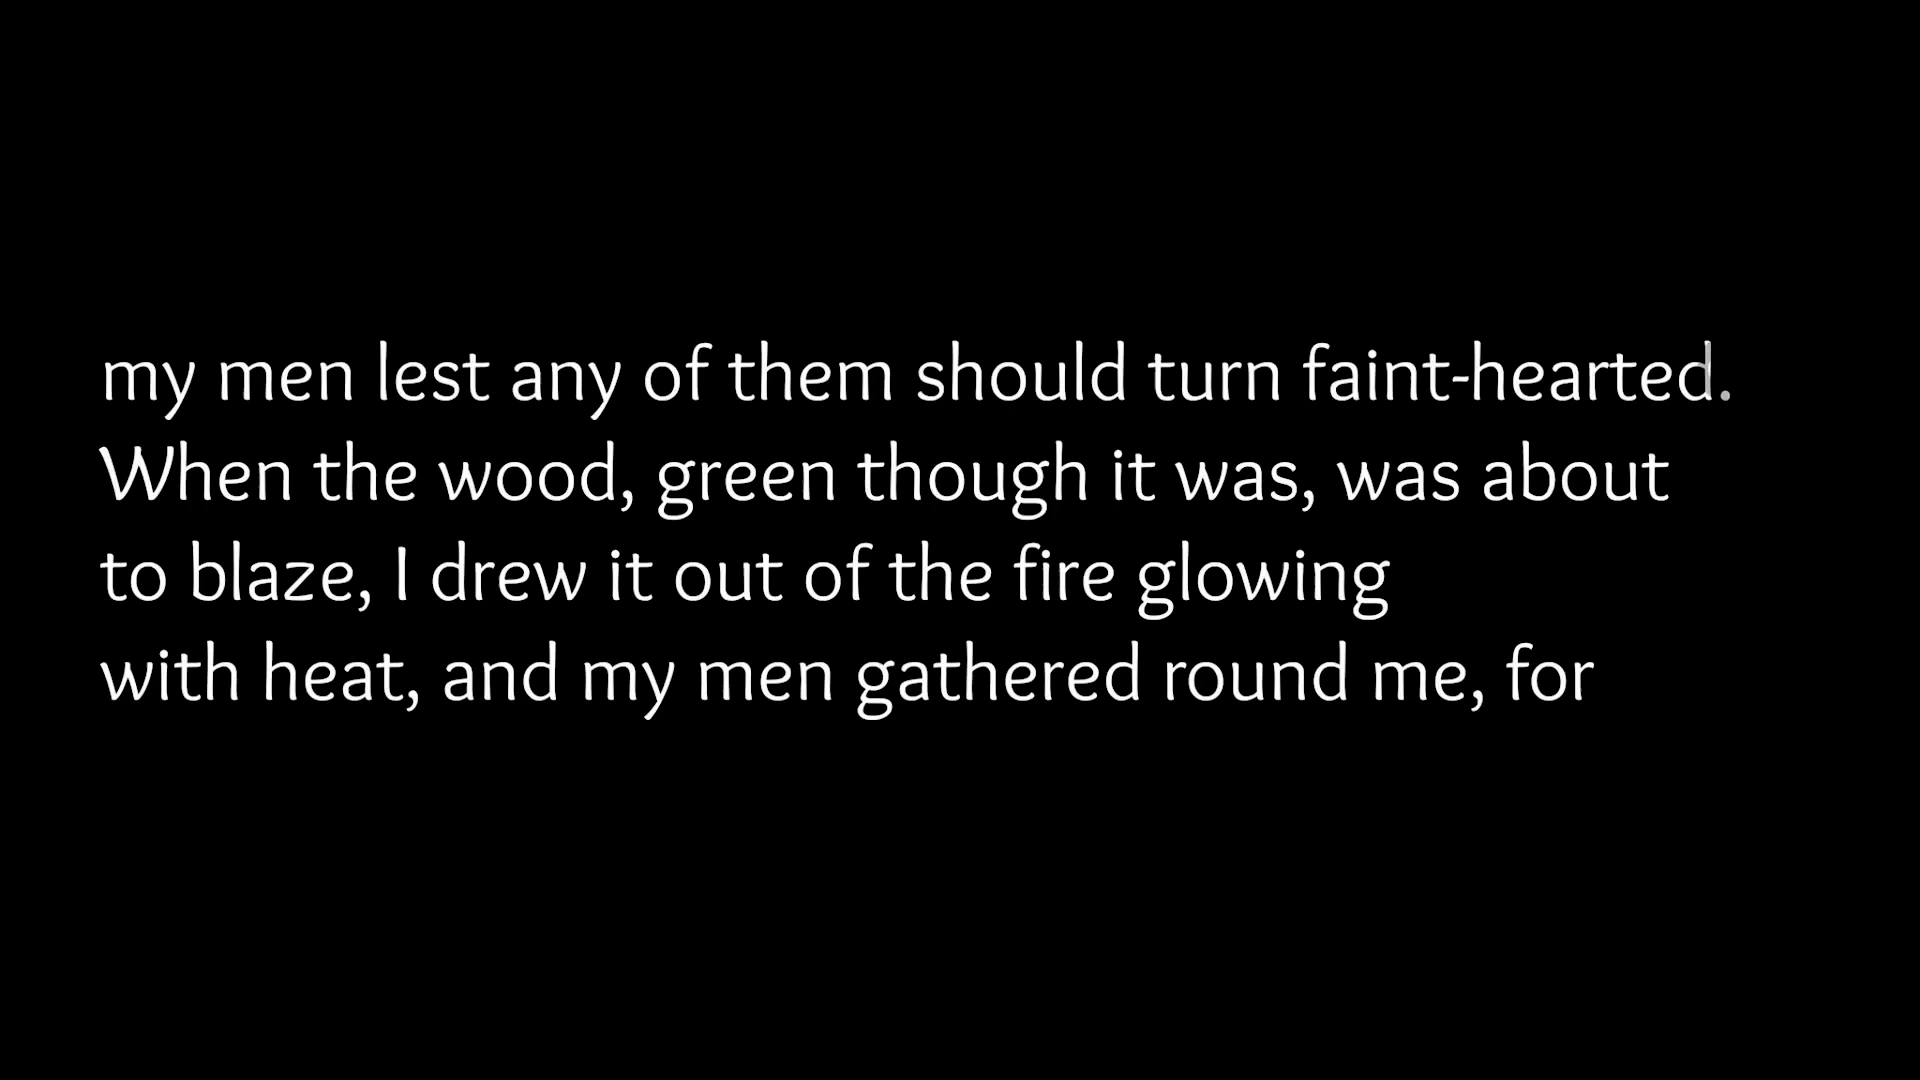 my men lest any of them should turn faint-hearted.
When the wood, green though it was, was about
to blaze, I drew it out of the fire glowing
with heat, and my men gathered round me, for